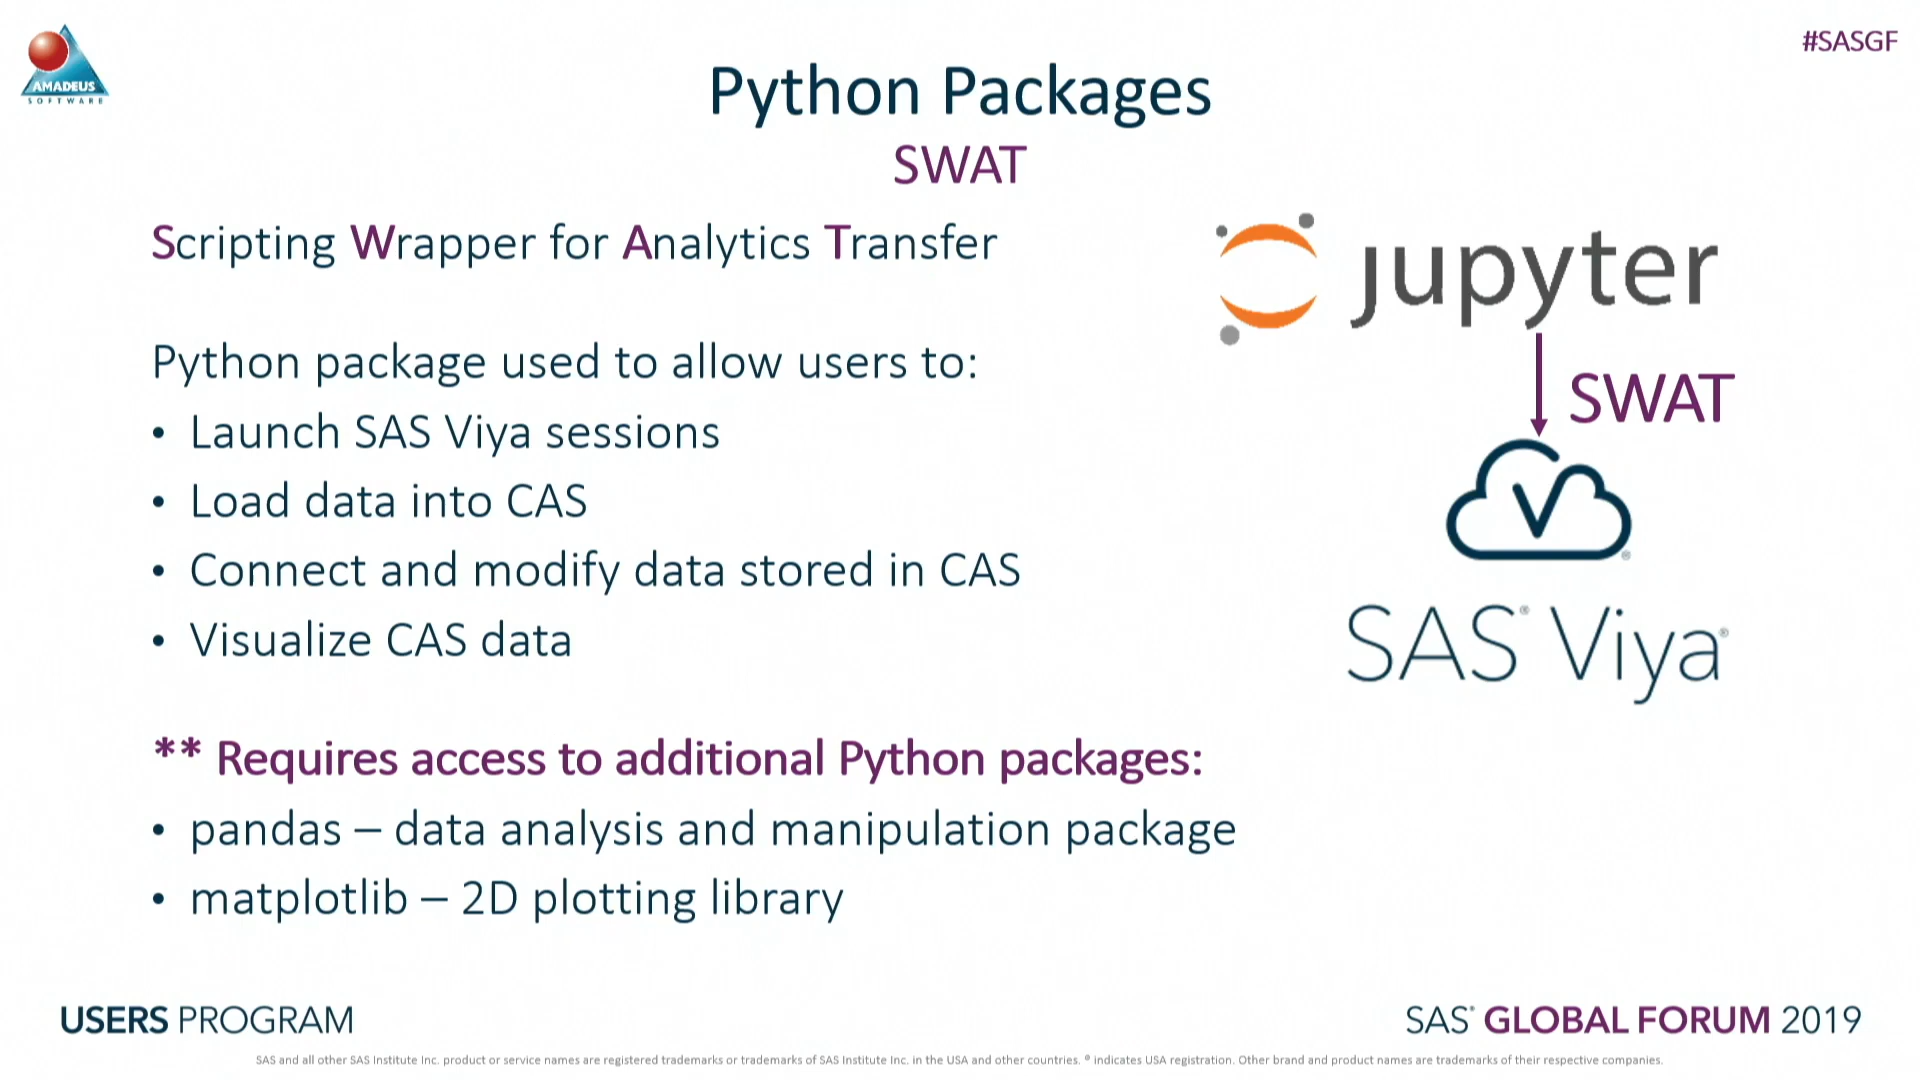 AMADEUS
SOFTWARE
#SASGF
Python Packages
SWAT
Scripting Wrapper for Analytics Transfer
Python package used to allow users to:
• Launch SAS Viya sessions
• Load data into CAS
• Connect and modify data stored in CAS
• Visualize CAS data
** Requires access to additional Python packages:
• pandas – data analysis and manipulation package
• matplotlib – 2D plotting library
jupyter
SWAT
SAS® Viya®
USERS PROGRAM
SAS® GLOBAL FORUM 2019
SAS and all other SAS Institute Inc. product or service names are registered trademarks or trademarks of SAS Institute Inc. in the USA and other countries. ® indicates USA registration. Other brand and product names are trademarks of their respective companies.